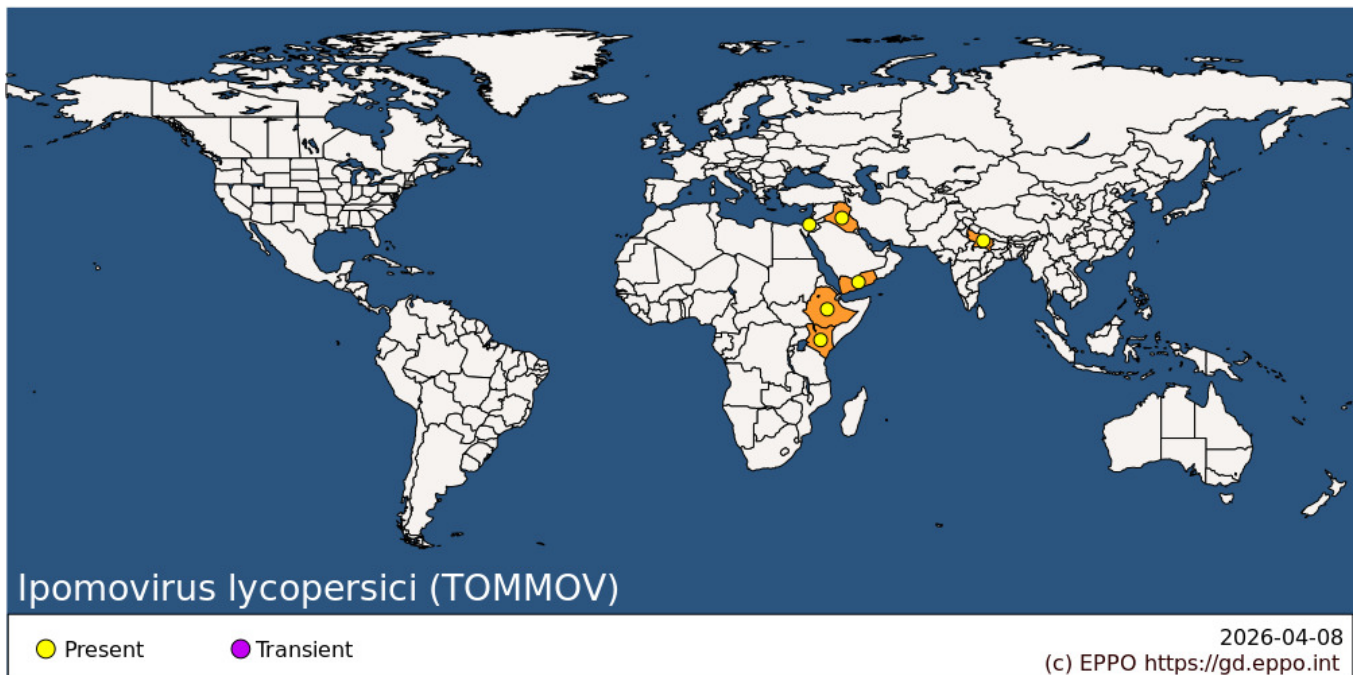 Ipomovirus lycopersici (TOMMOV)
Present
Transient
2026-04-08
(c) EPPO https://gd.eppo.int